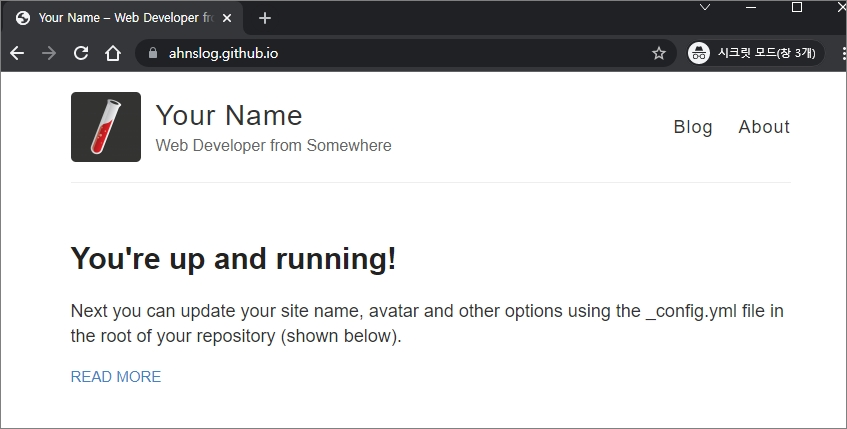 Your Name – Web Developer fr
ahnslog.github.io
시크릿 모드(창 3개)
Your Name
Web Developer from Somewhere
Blog About
You're up and running!
Next you can update your site name, avatar and other options using the _config.yml file in
the root of your repository (shown below).
READ MORE